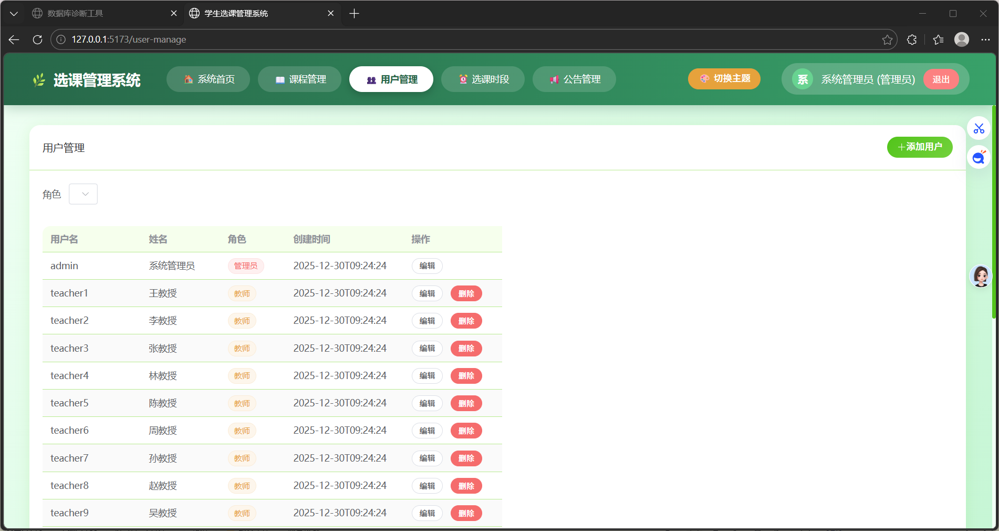 数据库诊断工具
学生选课管理系统
127.0.0.1:5173/user-manage
选课管理系统
系统首页
课程管理
用户管理
选课时段
公告管理
切换主题
系
系统管理员 (管理员)
退出
用户管理
+添加用户
角色
用户名 姓名 角色 创建时间 操作
admin 系统管理员 管理员 2025-12-30T09:24:24 编辑
teacher1 王教授 教师 2025-12-30T09:24:24 编辑 删除
teacher2 李教授 教师 2025-12-30T09:24:24 编辑 删除
teacher3 张教授 教师 2025-12-30T09:24:24 编辑 删除
teacher4 林教授 教师 2025-12-30T09:24:24 编辑 删除
teacher5 陈教授 教师 2025-12-30T09:24:24 编辑 删除
teacher6 周教授 教师 2025-12-30T09:24:24 编辑 删除
teacher7 孙教授 教师 2025-12-30T09:24:24 编辑 删除
teacher8 赵教授 教师 2025-12-30T09:24:24 编辑 删除
teacher9 吴教授 教师 2025-12-30T09:24:24 编辑 删除